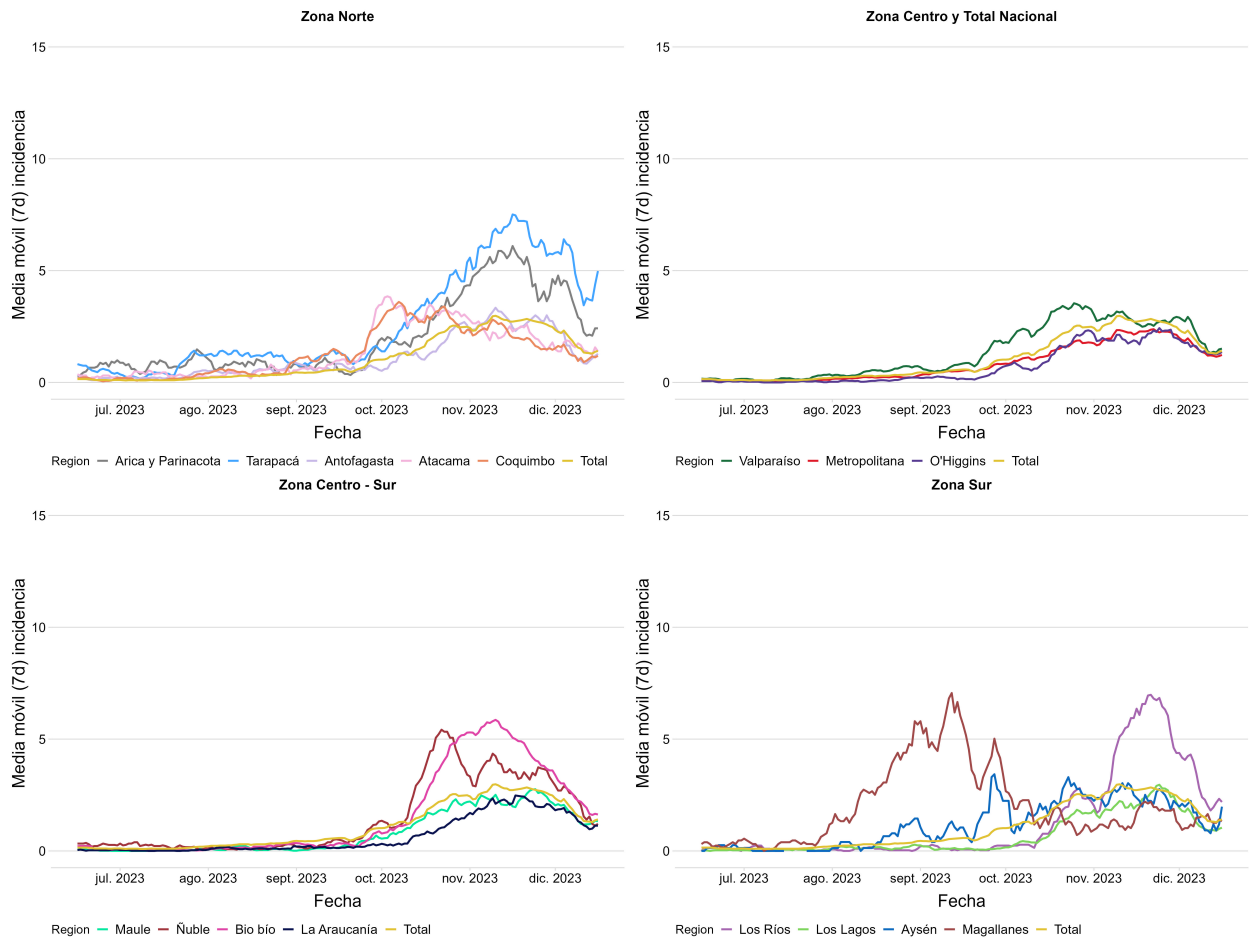 Zona Norte
15
10
5
0
Media móvil (7d) incidencia
jul. 2023 ago. 2023 sept. 2023 oct. 2023 nov. 2023 dic. 2023
Fecha
Region Arica y Parinacota Tarapacá Antofagasta Atacama Coquimbo Total
Zona Centro y Total Nacional
15
10
5
0
Media móvil (7d) incidencia
jul. 2023 ago. 2023 sept. 2023 oct. 2023 nov. 2023 dic. 2023
Fecha
Region Valparaíso Metropolitana O'Higgins Total
Zona Centro - Sur
15
10
5
0
Media móvil (7d) incidencia
jul. 2023 ago. 2023 sept. 2023 oct. 2023 nov. 2023 dic. 2023
Fecha
Region Maule Ñuble Bio bío La Araucanía Total
Zona Sur
15
10
5
0
Media móvil (7d) incidencia
jul. 2023 ago. 2023 sept. 2023 oct. 2023 nov. 2023 dic. 2023
Fecha
Region Los Ríos Los Lagos Aysén Magallanes Total